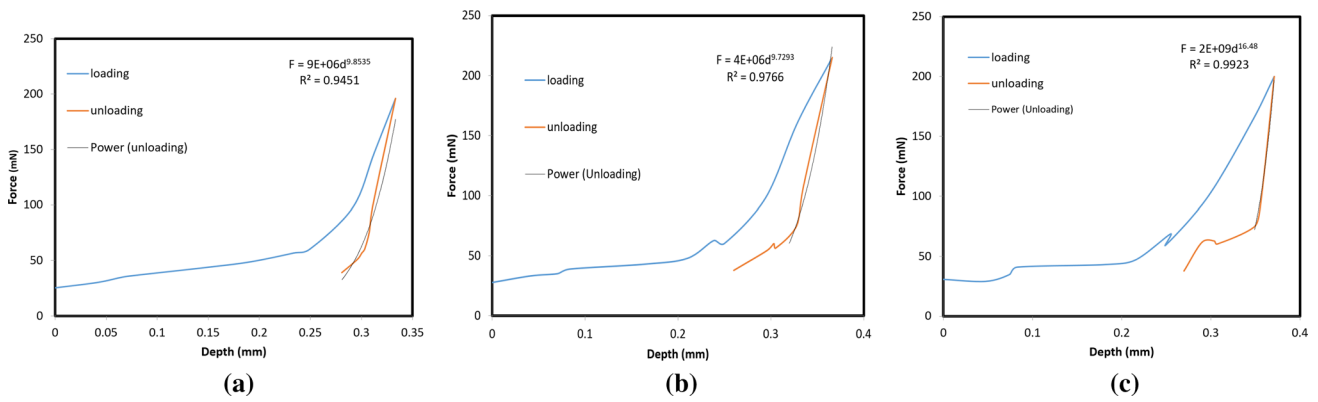 250
200
150
100
50
0
Force (mN)
F = 9E+06d^9.8535
R² = 0.9451
loading
unloading
Power (unloading)
0 0.05 0.1 0.15 0.2 0.25 0.3 0.35
Depth (mm)
(a)
250
200
150
100
50
0
Force (mN)
F = 4E+06d^9.7293
R² = 0.9766
loading
unloading
Power (Unloading)
0 0.1 0.2 0.3 0.4
Depth (mm)
(b)
250
200
150
100
50
0
Force (mN)
F = 2E+09d^16.48
R² = 0.9923
loading
unloading
Power (Unloading)
0 0.1 0.2 0.3 0.4
Depth (mm)
(c)